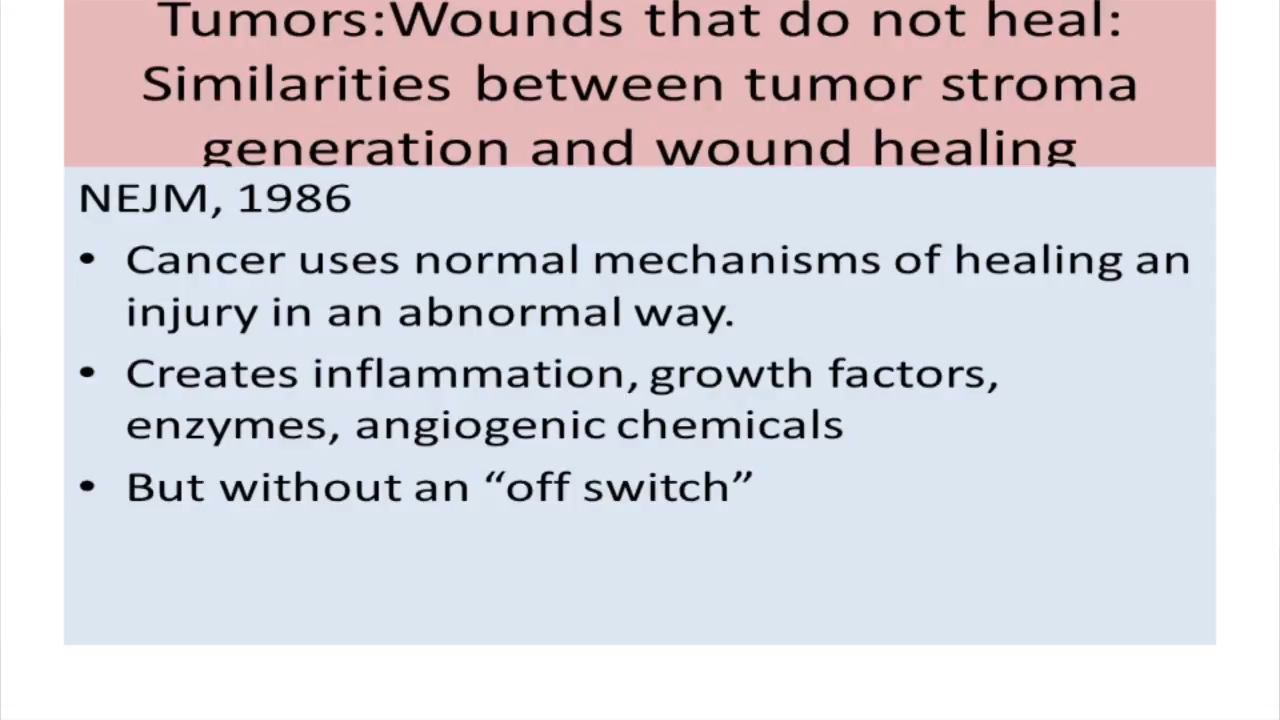 Tumors:Wounds that do not heal:
Similarities between tumor stroma
generation and wound healing
NEJM, 1986
• Cancer uses normal mechanisms of healing an
injury in an abnormal way.
• Creates inflammation, growth factors,
enzymes, angiogenic chemicals
• But without an “off switch”